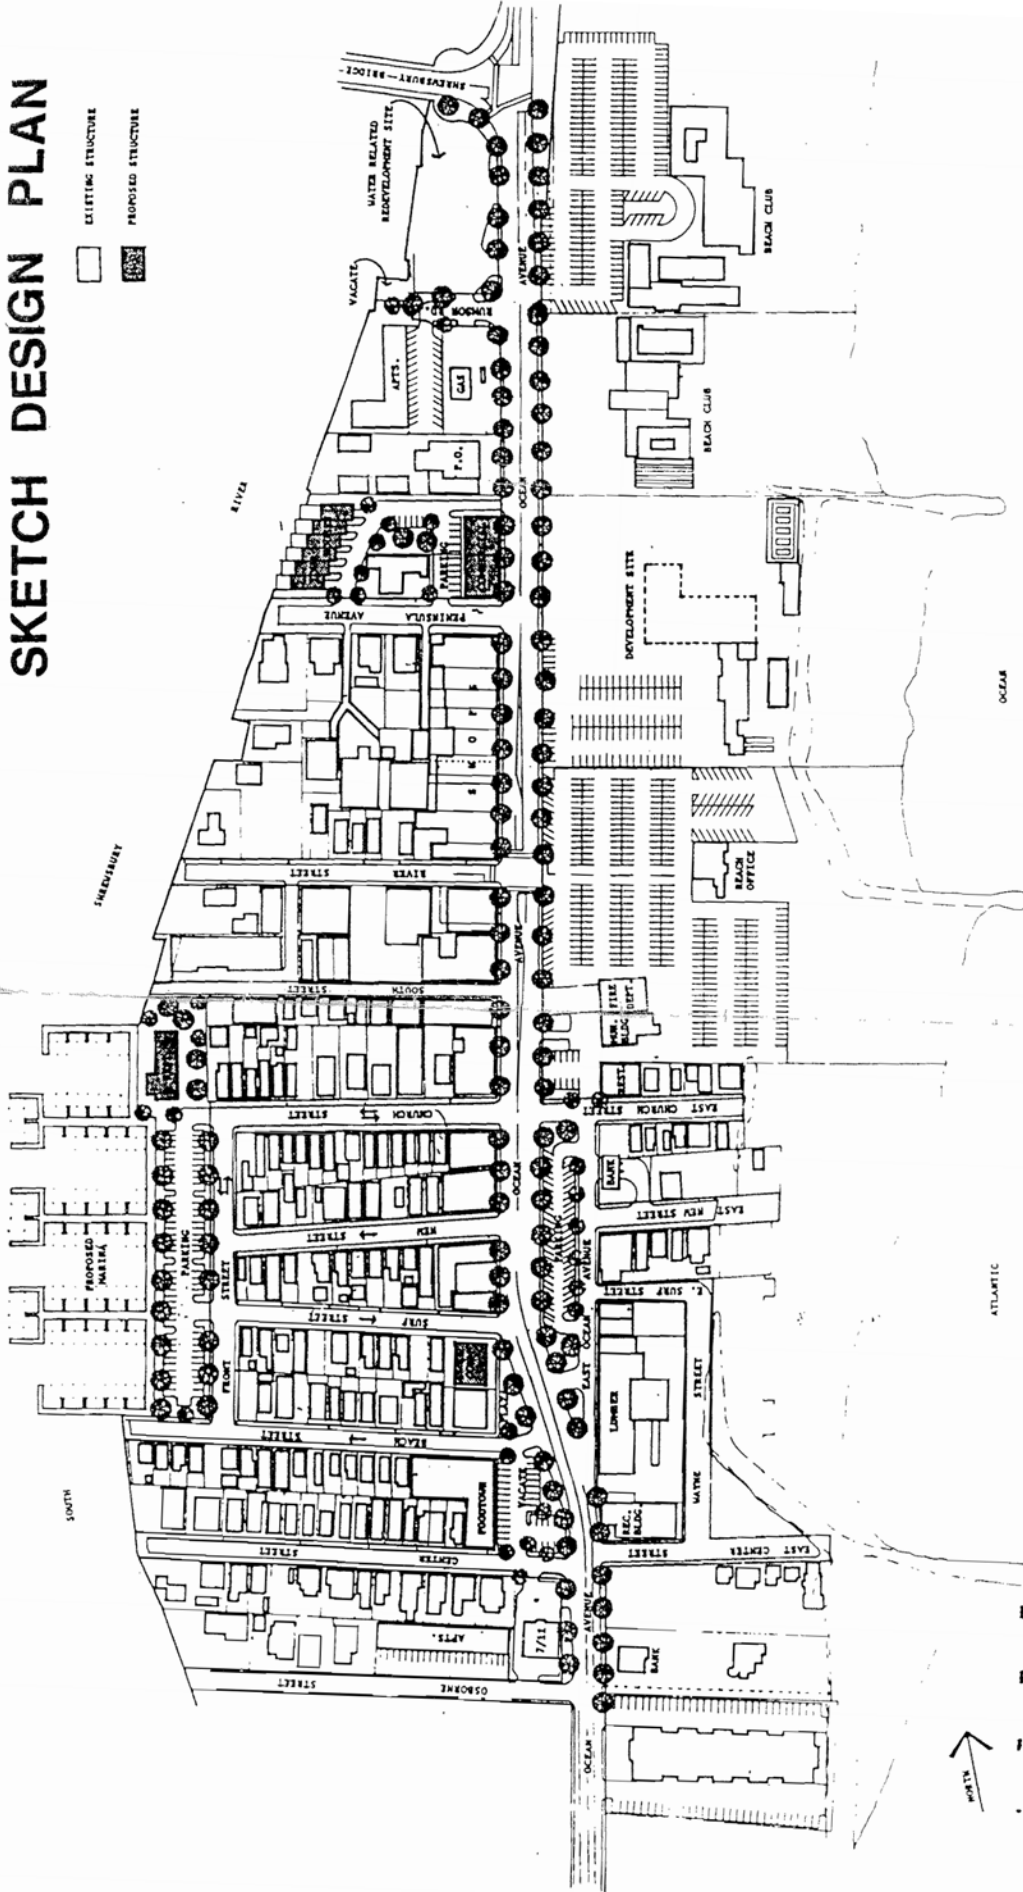 SKETCH DESIGN PLAN
EXISTING STRUCTURE
PROPOSED STRUCTURE
SHREWSBURY BRIDGE
WATER RELATED
REDEVELOPMENT SITE
VACATE
RUMSON RD.
APTS.
GAS
P.O.
RIVER
AVENUE
OCEAN
BEACH CLUB
BEACH CLUB
PARKING
PENINSULA
AVENUE
DEVELOPMENT SITE
OCEAN
SHOPS
SHREWSBURY
RIVER
STREET
BEACH
OFFICE
SOUTH
STREET
AVENUE
MUN.
BLDG
FIRE
DEPT.
REST.
CHURCH
STREET
EAST CHURCH STREET
OCEAN
BANK
NEW
STREET
EAST NEW STREET
PARKING
PROPOSED
MARINA
PARKING
FRONT
STREET
SURF
STREET
E. SURF STREET
EAST OCEAN AVENUE
ATLANTIC
BEACH
STREET
PLAY
LUMBER
WAYNE STREET
FOODTOWN
VACATE
REC.
BLDG
SOUTH
CENTER
STREET
EAST CENTER
STREET
APTS.
7/11
AVENUE
BANK
OSBORNE
STREET
OCEAN
NORTH